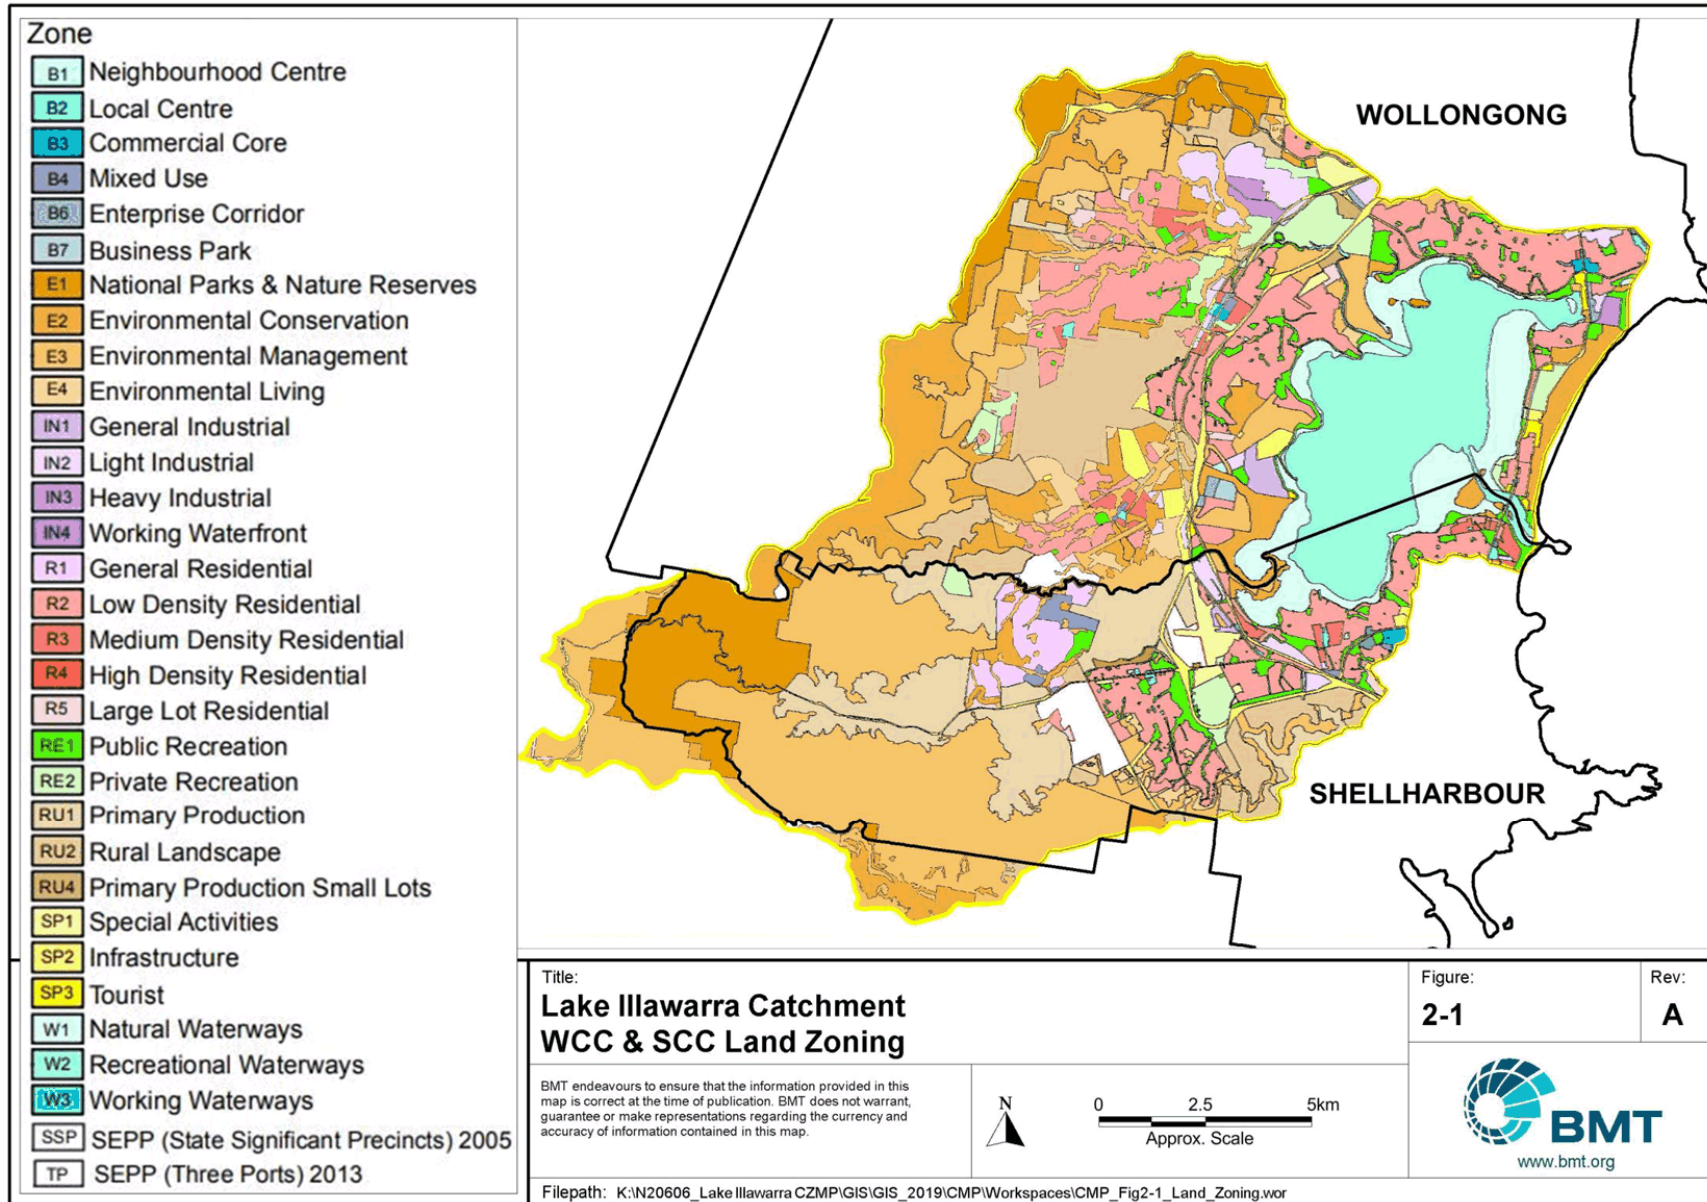 Zone
B1 Neighbourhood Centre
B2 Local Centre
B3 Commercial Core
B4 Mixed Use
B6 Enterprise Corridor
B7 Business Park
E1 National Parks & Nature Reserves
E2 Environmental Conservation
E3 Environmental Management
E4 Environmental Living
IN1 General Industrial
IN2 Light Industrial
IN3 Heavy Industrial
IN4 Working Waterfront
R1 General Residential
R2 Low Density Residential
R3 Medium Density Residential
R4 High Density Residential
R5 Large Lot Residential
RE1 Public Recreation
RE2 Private Recreation
RU1 Primary Production
RU2 Rural Landscape
RU4 Primary Production Small Lots
SP1 Special Activities
SP2 Infrastructure
SP3 Tourist
W1 Natural Waterways
W2 Recreational Waterways
W3 Working Waterways
SSP SEPP (State Significant Precincts) 2005
TP SEPP (Three Ports) 2013
WOLLONGONG
SHELLHARBOUR
Title:
Lake Illawarra Catchment
WCC & SCC Land Zoning
Figure:
2-1
Rev:
A
BMT endeavours to ensure that the information provided in this
map is correct at the time of publication. BMT does not warrant,
guarantee or make representations regarding the currency and
accuracy of information contained in this map.
N
0 2.5 5km
Approx. Scale
BMT
www.bmt.org
Filepath: K:\N20606_Lake Illawarra CZMP\GIS\GIS_2019\CMP\Workspaces\CMP_Fig2-1_Land_Zoning.wor